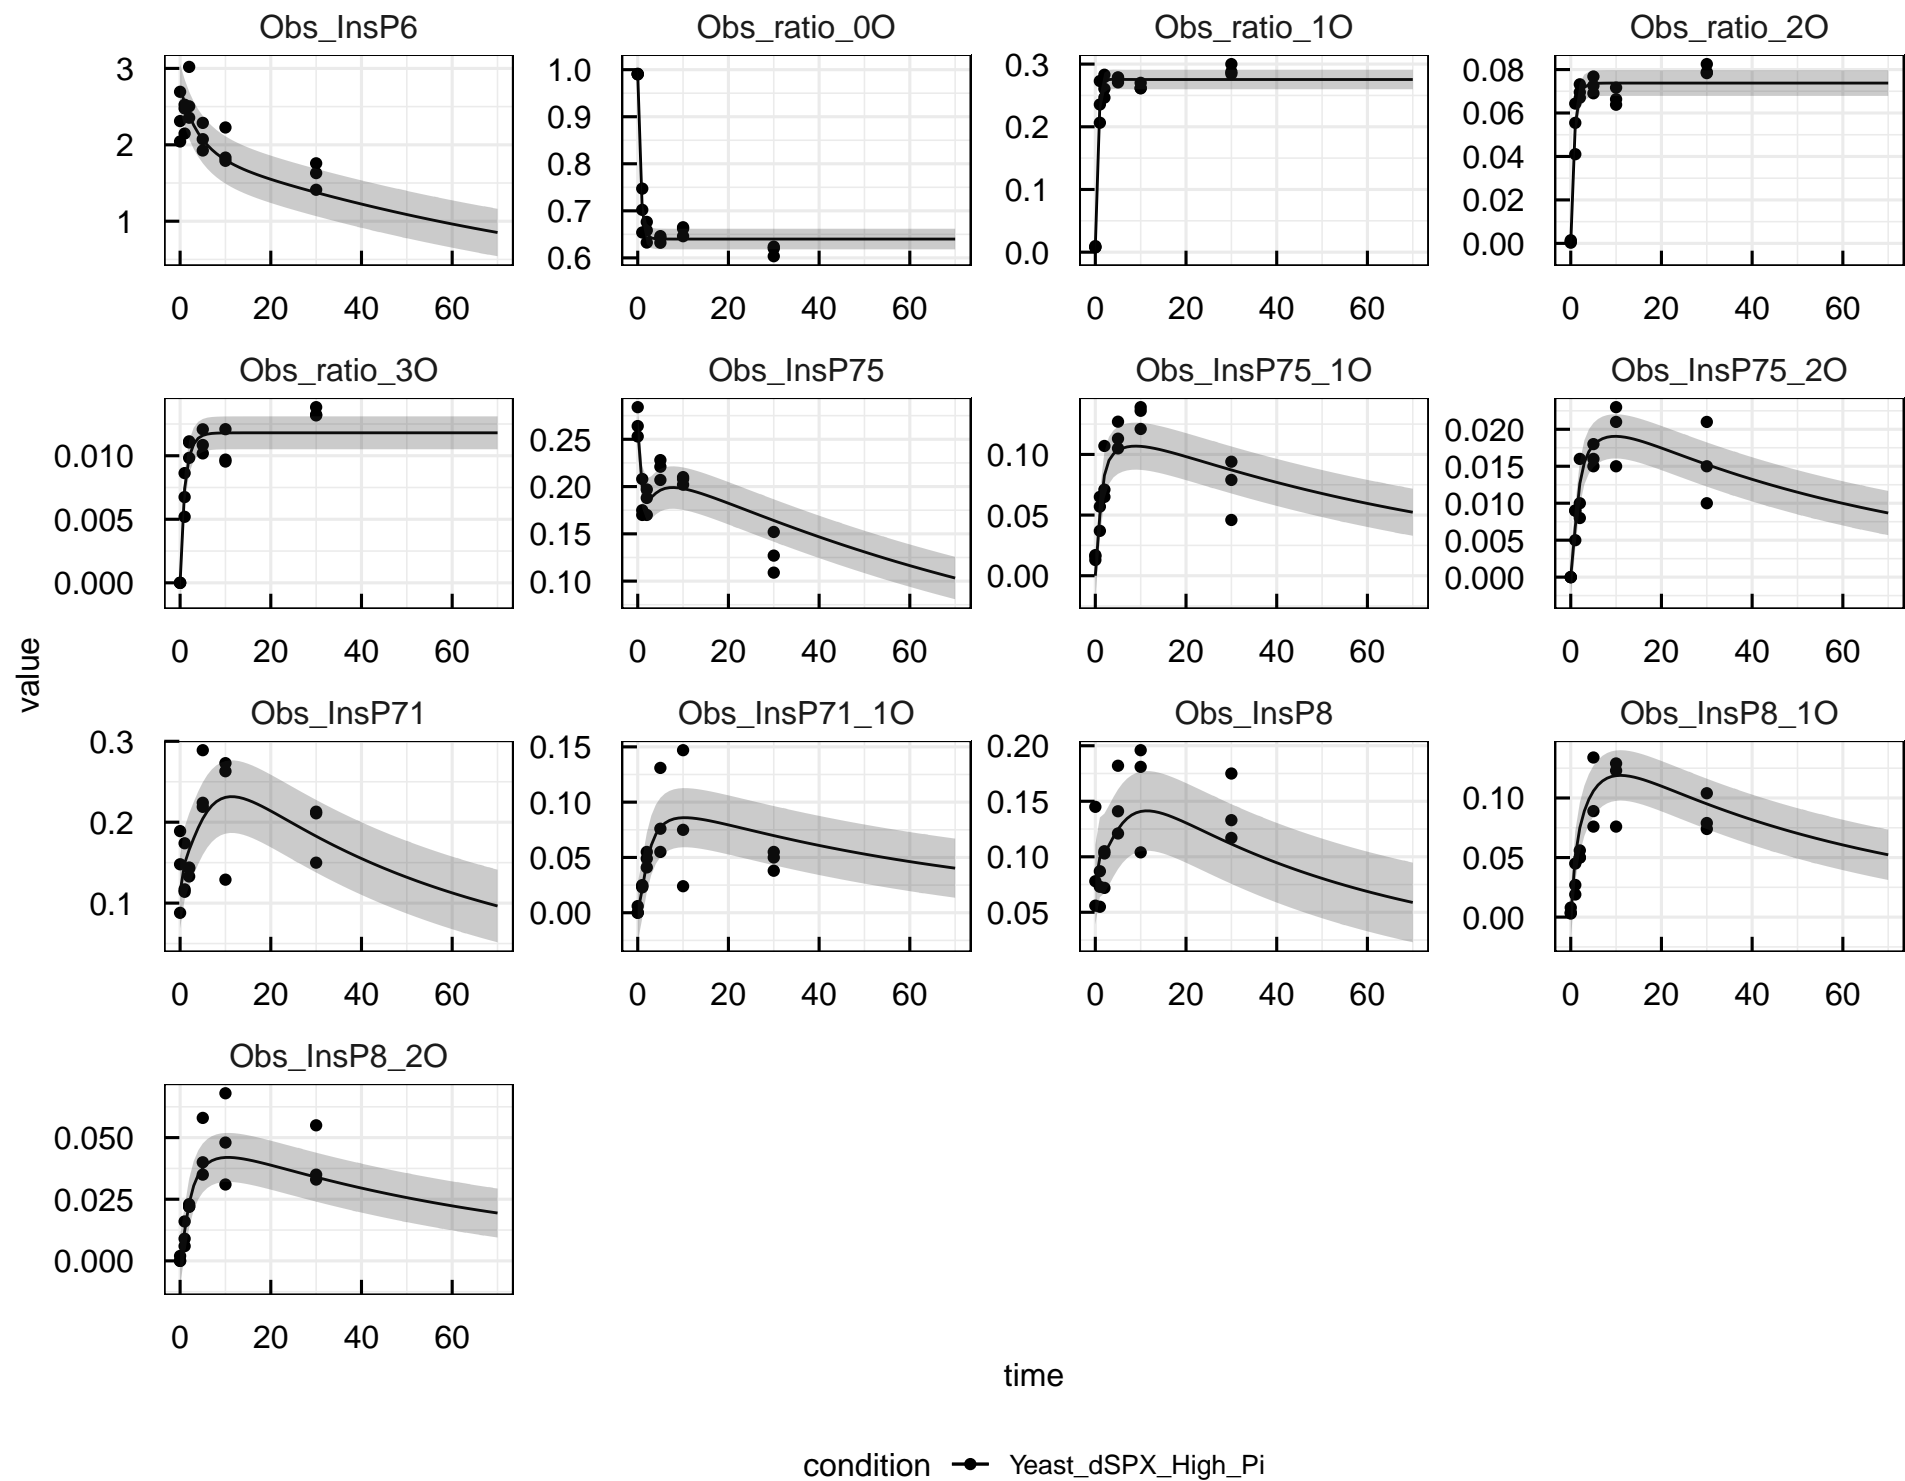 Obs_InsP6 Obs_ratio_0O Obs_ratio_1O Obs_ratio_2O
3 1.0 0.3 0.08
0.9 0.06
2 0.8 0.2 0.04
0.7 0.1 0.02
1 0.6 0.0 0.00
0 20 40 60 0 20 40 60 0 20 40 60 0 20 40 60
Obs_ratio_3O Obs_InsP75 Obs_InsP75_1O Obs_InsP75_2O
0.010 0.25 0.10 0.020
0.20 0.015
0.005 0.15 0.05 0.010
0.005
0.000 0.10 0.00 0.000
0 20 40 60 0 20 40 60 0 20 40 60 0 20 40 60
value
Obs_InsP71 Obs_InsP71_1O Obs_InsP8 Obs_InsP8_1O
0.3 0.15 0.20
0.10 0.15 0.10
0.2 0.05 0.10 0.05
0.1 0.00 0.05 0.00
0 20 40 60 0 20 40 60 0 20 40 60 0 20 40 60
Obs_InsP8_2O
0.050
0.025
0.000
0 20 40 60
time
condition Yeast_dSPX_High_Pi